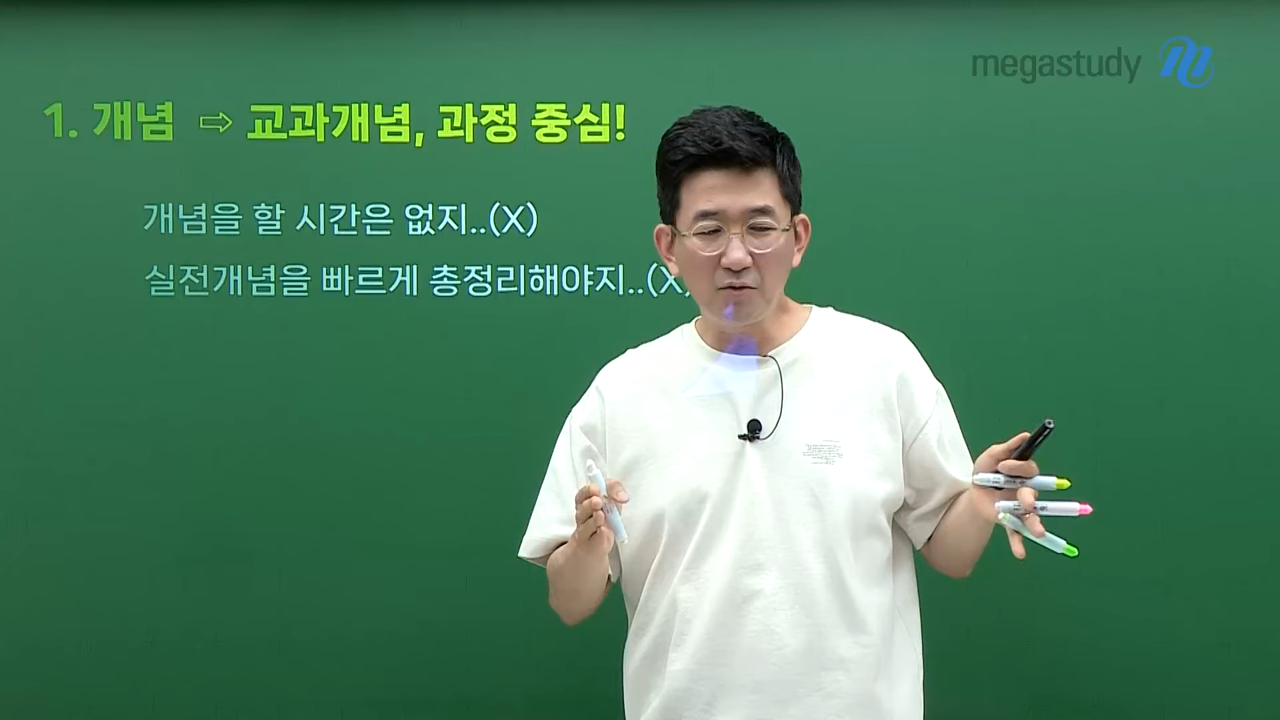 megastudy
1. 개념 ⇨ 교과개념, 과정 중심!
개념을 할 시간은 없지..(X)
실전개념을 빠르게 총정리해야지..(X)